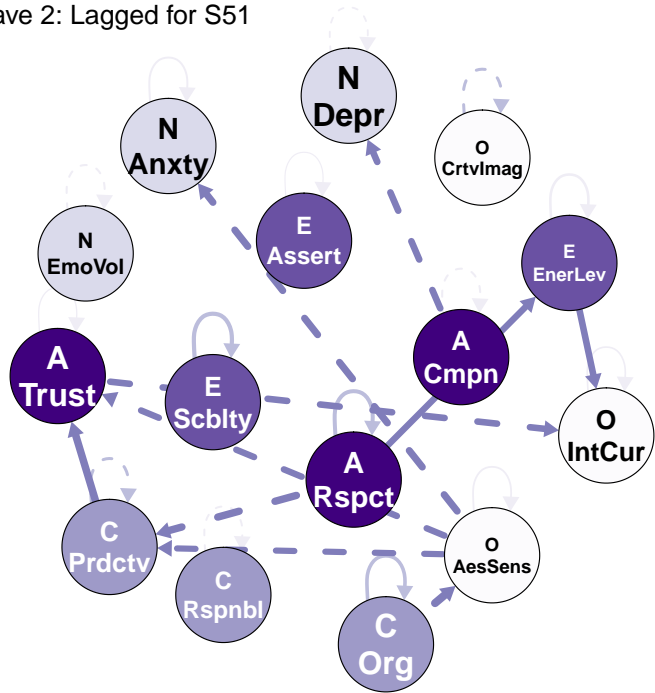 ave 2: Lagged for S51
N
Depr
N
Anxty
O
CrtvImag
E
Assert
N
EmoVol
E
EnerLev
A
Cmpn
A
Trust
E
Scblty
O
IntCur
A
Rspct
C
Prdctv
O
AesSens
C
Rspnbl
C
Org